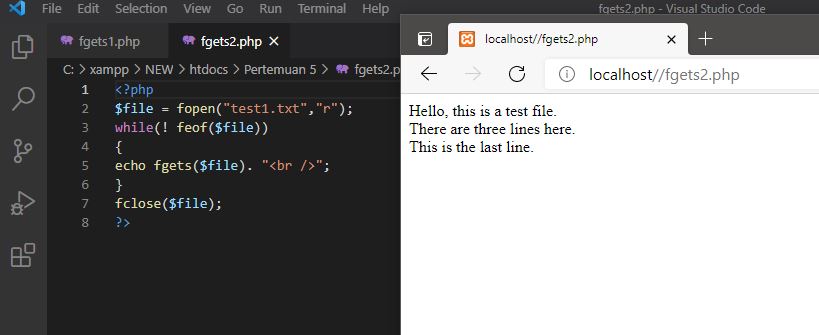 File Edit Selection View Go Run Terminal Help
fgets2.php - Visual Studio Code
fgets1.php
fgets2.php
C: > xampp > NEW > htdocs > Pertemuan 5 > fgets2.p
1 <?php
2 $file = fopen("test1.txt","r");
3 while(! feof($file))
4 {
5 echo fgets($file). "<br />";
6 }
7 fclose($file);
8 ?>
localhost//fgets2.php
localhost//fgets2.php
Hello, this is a test file.
There are three lines here.
This is the last line.